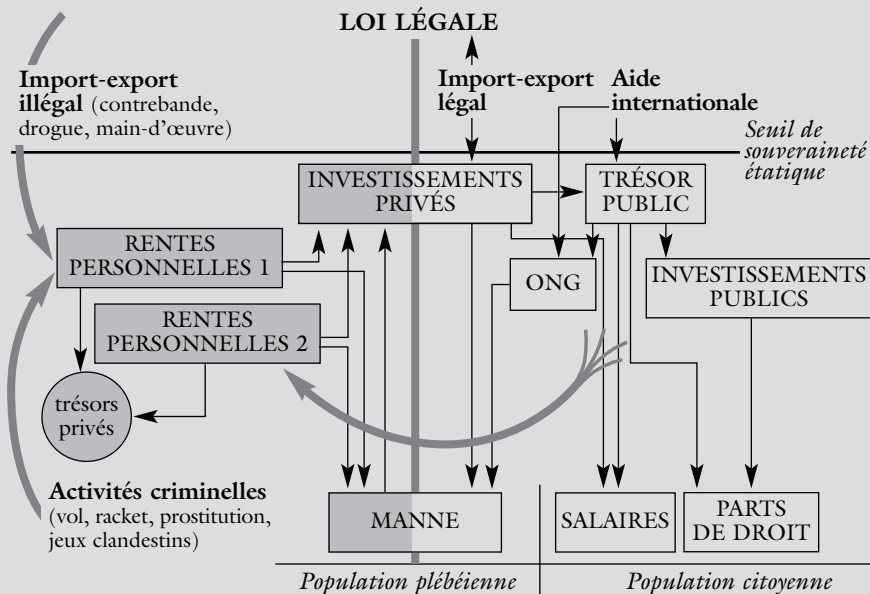 LOI LÉGALE
Import-export
illégal (contrebande,
drogue, main-d’œuvre)
Import-export
légal
Aide
internationale
Seuil de
souveraineté
étatique
INVESTISSEMENTS
PRIVÉS
TRÉSOR
PUBLIC
RENTES
PERSONNELLES 1
ONG
INVESTISSEMENTS
PUBLICS
RENTES
PERSONNELLES 2
trésors
privés
Activités criminelles
(vol, racket, prostitution,
jeux clandestins)
MANNE
SALAIRES
PARTS
DE DROIT
Population plébéienne
Population citoyenne